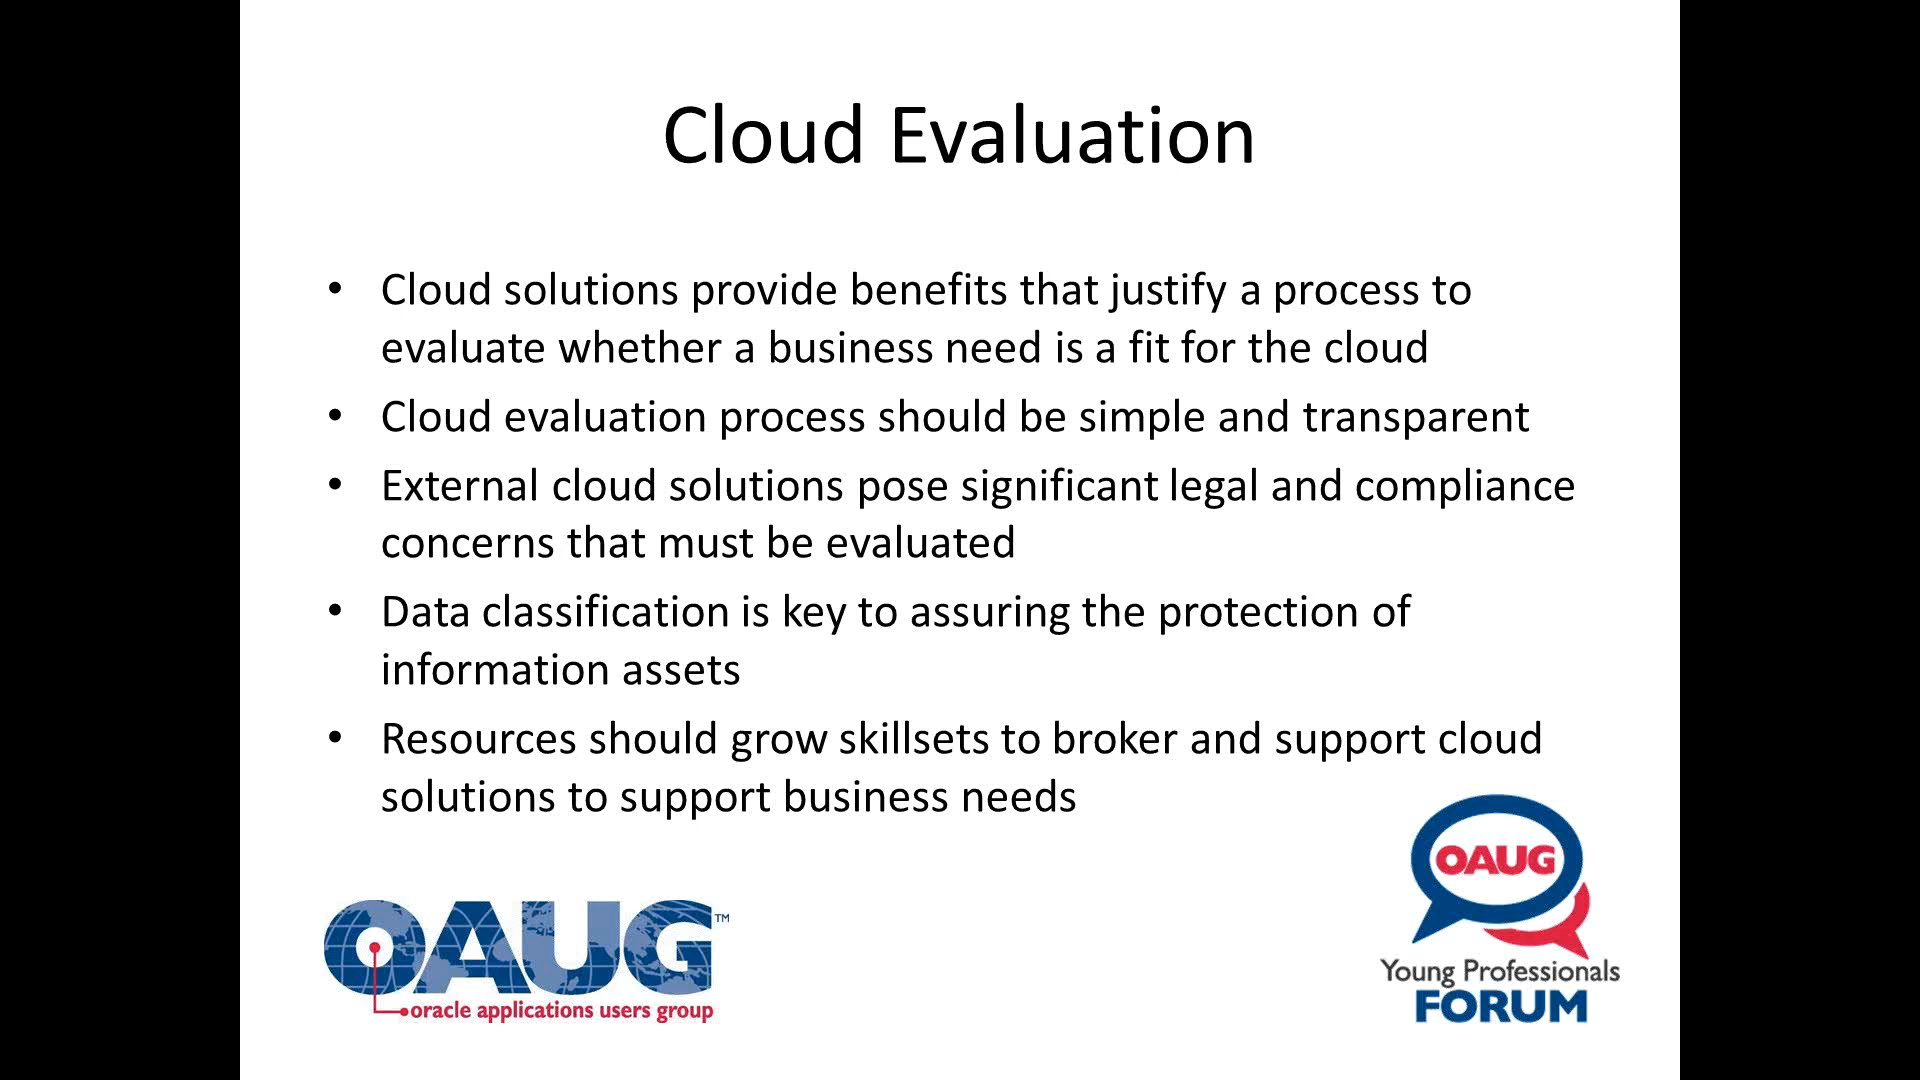 Cloud Evaluation
• Cloud solutions provide benefits that justify a process to
evaluate whether a business need is a fit for the cloud
• Cloud evaluation process should be simple and transparent
• External cloud solutions pose significant legal and compliance
concerns that must be evaluated
• Data classification is key to assuring the protection of
information assets
• Resources should grow skillsets to broker and support cloud
solutions to support business needs
OAUG™
oracle applications users group
OAUG
Young Professionals
FORUM